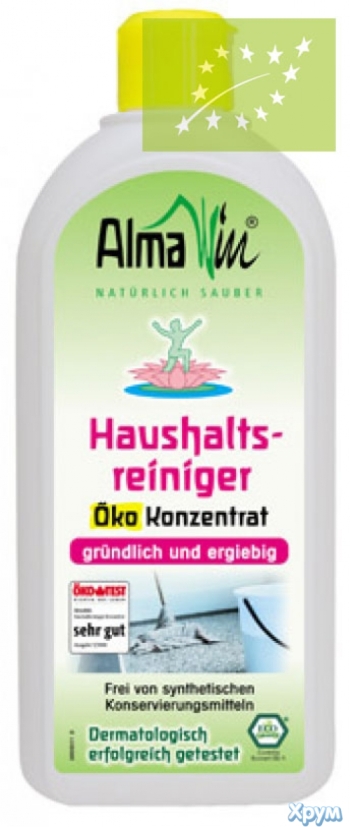 AlmaWin®
NATÜRLICH SAUBER
Haushalts-
reiniger
Öko Konzentrat
gründlich und ergiebig
ÖKO-TEST
sehr gut
Frei von synthetischen
Konservierungsmitteln
Dermatologisch
erfolgreich getestet
ECO
Хрум